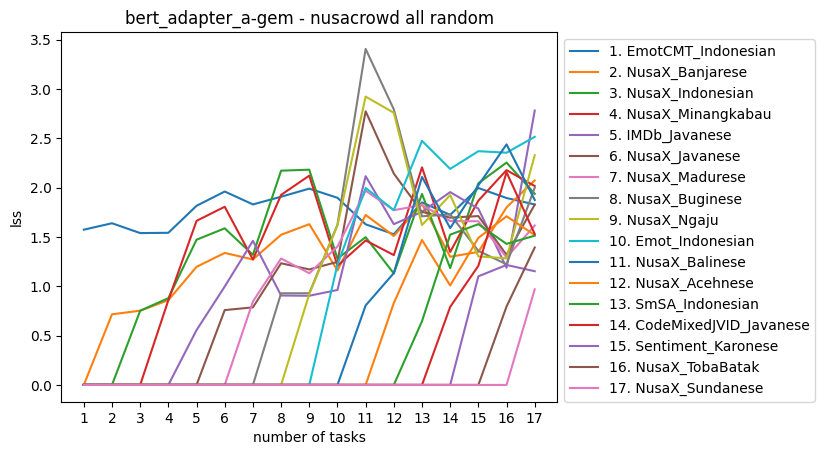 bert_adapter_a-gem - nusacrowd all random
lss
3.5
3.0
2.5
2.0
1.5
1.0
0.5
0.0
1 2 3 4 5 6 7 8 9 10 11 12 13 14 15 16 17
number of tasks
1. EmotCMT_Indonesian
2. NusaX_Banjarese
3. NusaX_Indonesian
4. NusaX_Minangkabau
5. IMDb_Javanese
6. NusaX_Javanese
7. NusaX_Madurese
8. NusaX_Buginese
9. NusaX_Ngaju
10. Emot_Indonesian
11. NusaX_Balinese
12. NusaX_Acehnese
13. SmSA_Indonesian
14. CodeMixedJVID_Javanese
15. Sentiment_Karonese
16. NusaX_TobaBatak
17. NusaX_Sundanese